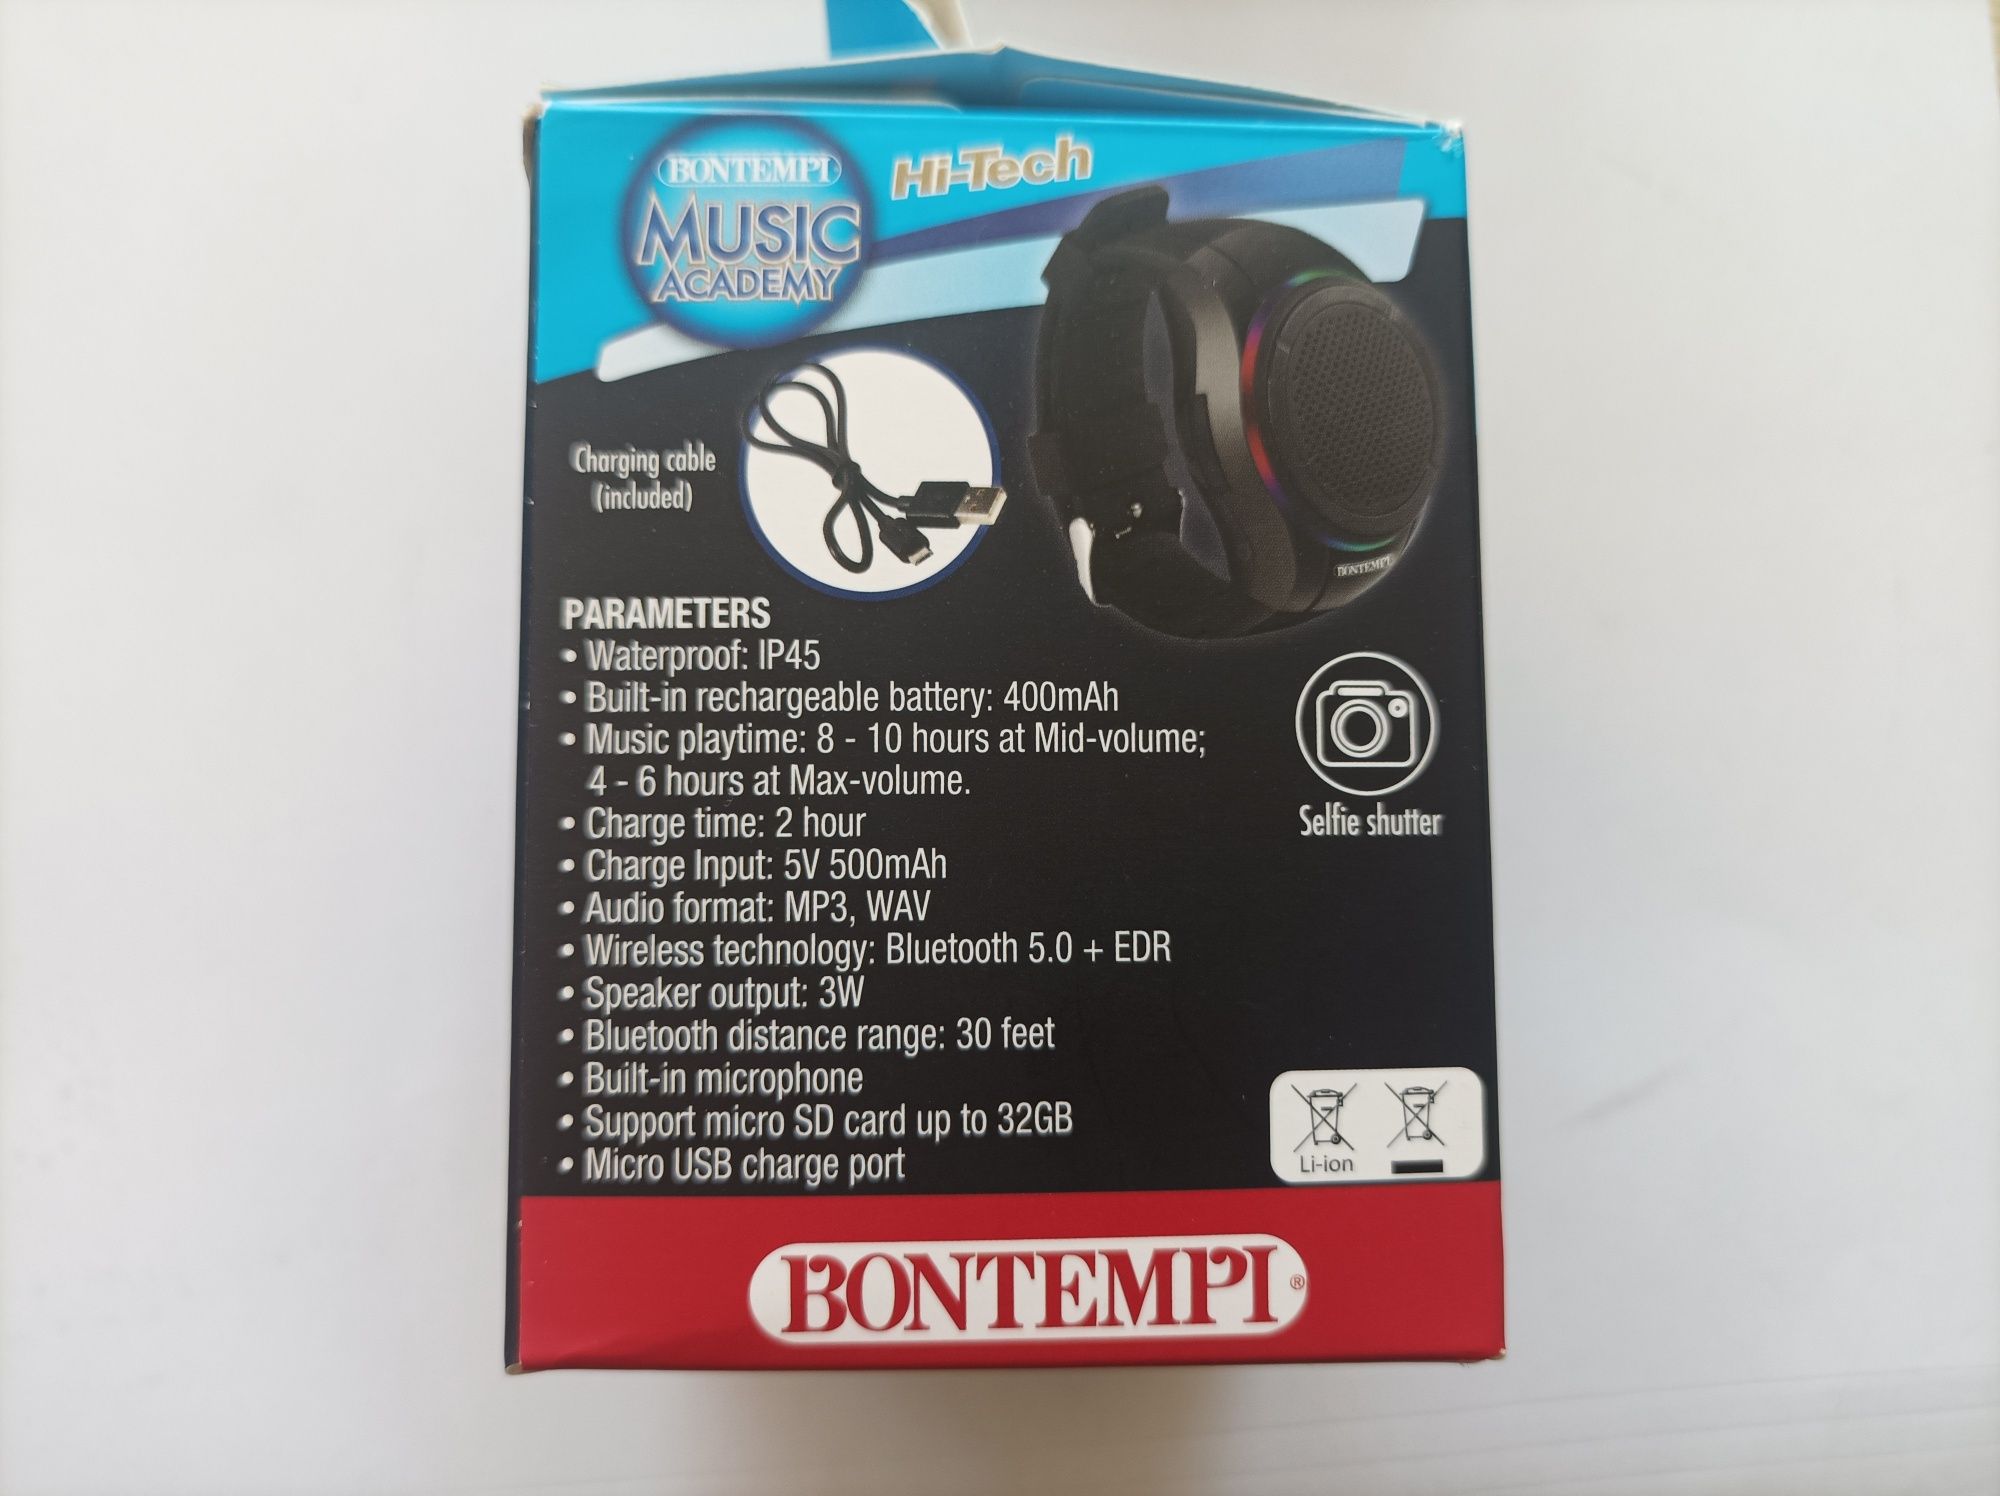 BONTEMPI
MUSIC
ACADEMY
Hi-Tech
Charging cable
(included)
BONTEMPI
PARAMETERS
• Waterproof: IP45
• Built-in rechargeable battery: 400mAh
• Music playtime: 8 - 10 hours at Mid-volume;
4 - 6 hours at Max-volume.
• Charge time: 2 hour
• Charge Input: 5V 500mAh
• Audio format: MP3, WAV
• Wireless technology: Bluetooth 5.0 + EDR
• Speaker output: 3W
• Bluetooth distance range: 30 feet
• Built-in microphone
• Support micro SD card up to 32GB
• Micro USB charge port
Selfie shutter
Li-ion
BONTEMPI®